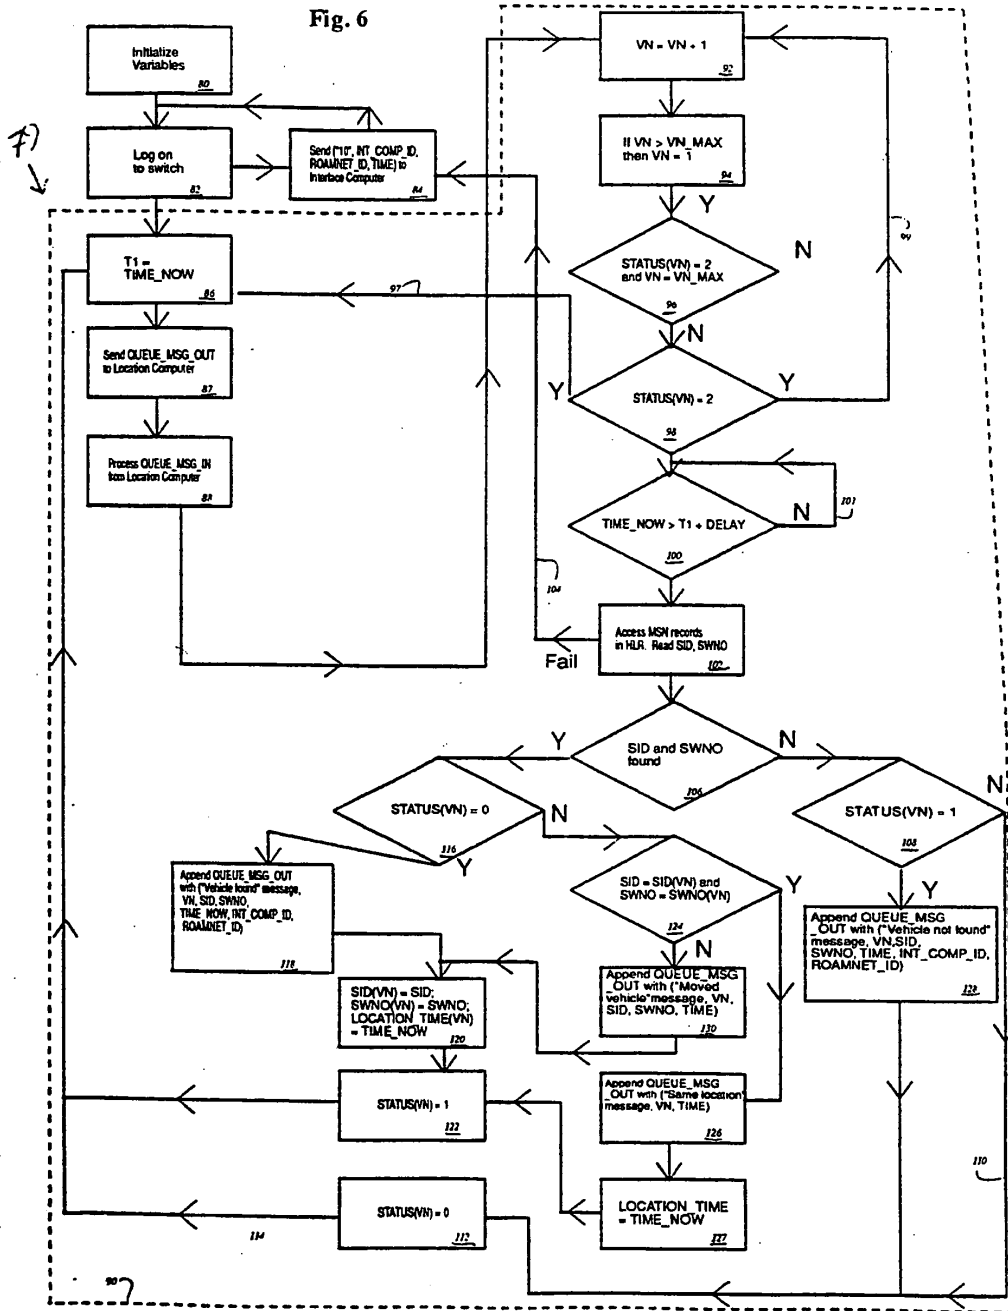 Fig. 6
Initialize
Variables
80
Log on
to switch
82
Send ("10", INT_COMP_ID,
ROAMNET_ID, TIME) to
Interface Computer
84
T1 =
TIME_NOW
86
Send QUEUE_MSG_OUT
to Location Computer
87
Process QUEUE_MSG_IN
from Location Computer
88
VN = VN + 1
92
If VN > VN_MAX
then VN = 1
94
Y
STATUS(VN) = 2
and VN = VN_MAX
96
N
N
97
99
Y
STATUS(VN) = 2
98
Y
TIME_NOW > T1 + DELAY
100
N
101
104
Access MSN records
in HLR. Read SID, SWNO
102
Fail
Y
SID and SWNO
found
106
N
STATUS(VN) = 0
116
N
Y
STATUS(VN) = 1
108
N
Y
Append QUEUE_MSG_OUT
with ("Vehicle found" message,
VN, SID, SWNO,
TIME_NOW, INT_COMP_ID,
ROAMNET_ID)
118
SID = SID(VN) and
SWNO = SWNO(VN)
124
Y
N
Append QUEUE_MSG
_OUT with ("Vehicle not found"
message, VN,SID,
SWNO, TIME, INT_COMP_ID,
ROAMNET_ID)
128
SID(VN) = SID;
SWNO(VN) = SWNO;
LOCATION_TIME(VN)
= TIME_NOW
120
Append QUEUE_MSG
_OUT with ("Moved
vehicle"message, VN,
SID, SWNO, TIME)
130
STATUS(VN) = 1
122
Append QUEUE_MSG
_OUT with ("Same location"
message, VN, TIME)
126
110
LOCATION_TIME
= TIME_NOW
127
STATUS(VN) = 0
112
114
90